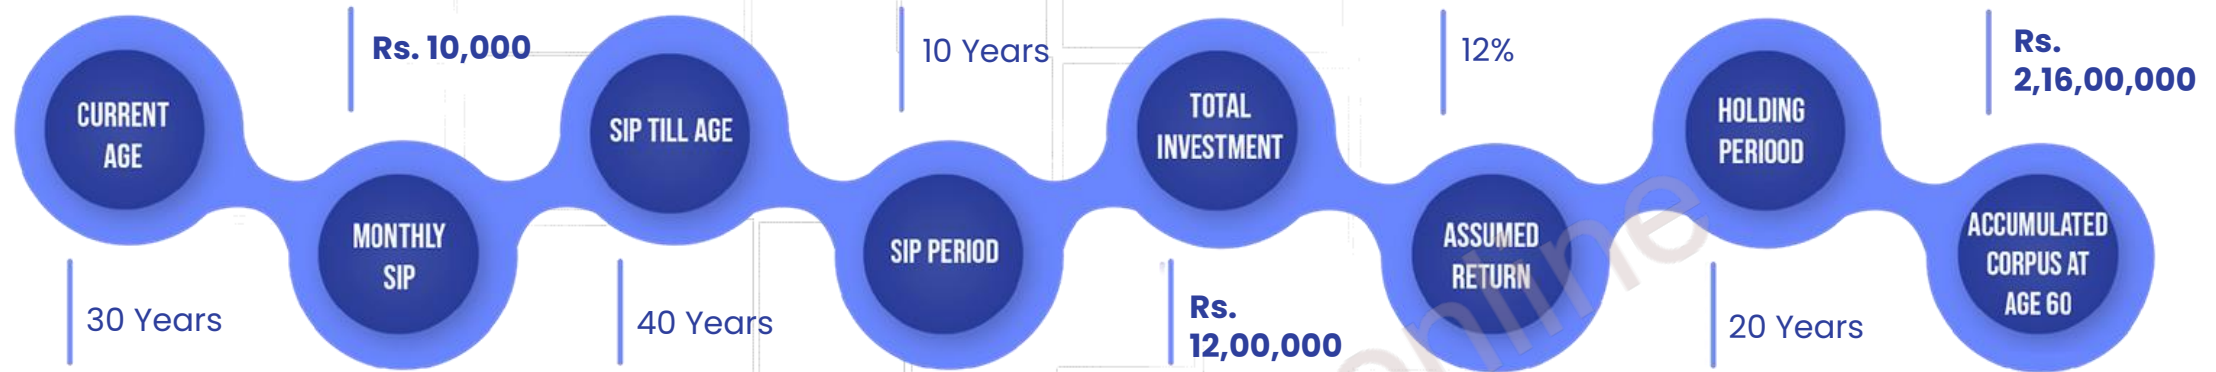 CURRENT
AGE
30 Years
Rs. 10,000
MONTHLY
SIP
SIP TILL AGE
40 Years
10 Years
SIP PERIOD
TOTAL
INVESTMENT
Rs.
12,00,000
12%
ASSUMED
RETURN
HOLDING
PERIOOD
20 Years
Rs.
2,16,00,000
ACCUMULATED
CORPUS AT
AGE 60